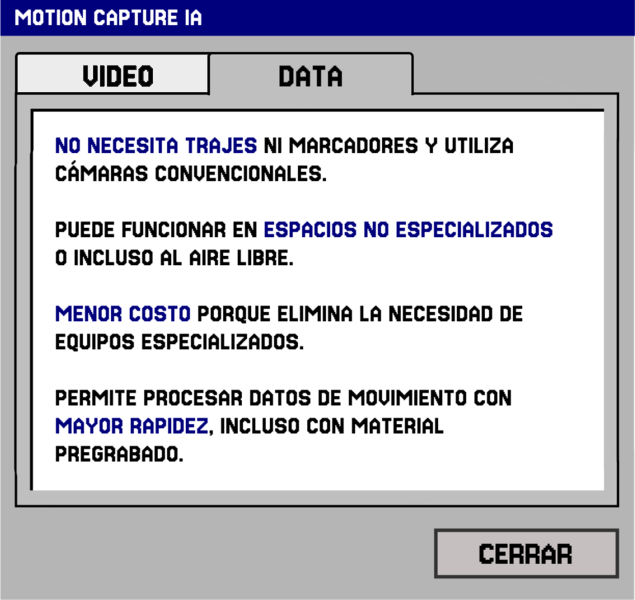 MOTION CAPTURE IA
VIDEO
DATA
NO NECESITA TRAJES NI MARCADORES Y UTILIZA
CÁMARAS CONVENCIONALES.
PUEDE FUNCIONAR EN ESPACIOS NO ESPECIALIZADOS
O INCLUSO AL AIRE LIBRE.
MENOR COSTO PORQUE ELIMINA LA NECESIDAD DE
EQUIPOS ESPECIALIZADOS.
PERMITE PROCESAR DATOS DE MOVIMIENTO CON
MAYOR RAPIDEZ, INCLUSO CON MATERIAL
PREGRABADO.
CERRAR